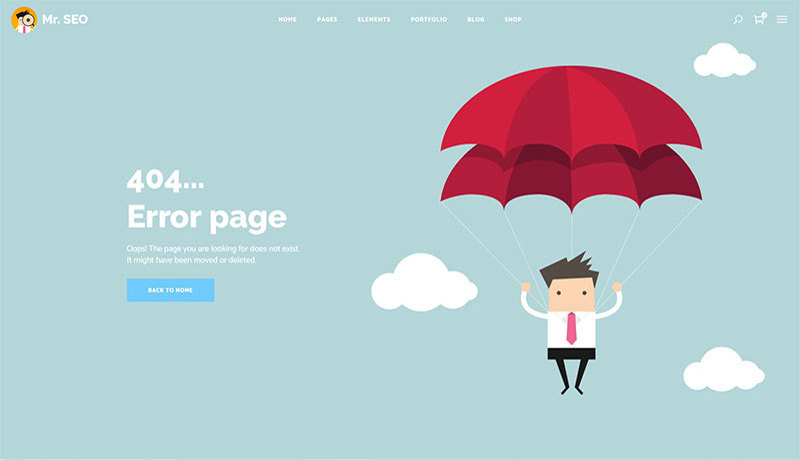 Mr. SEO
HOME PAGES ELEMENTS PORTFOLIO BLOG SHOP
0
404...
Error page
Oops! The page you are looking for does not exist.
It might have been moved or deleted.
BACK TO HOME